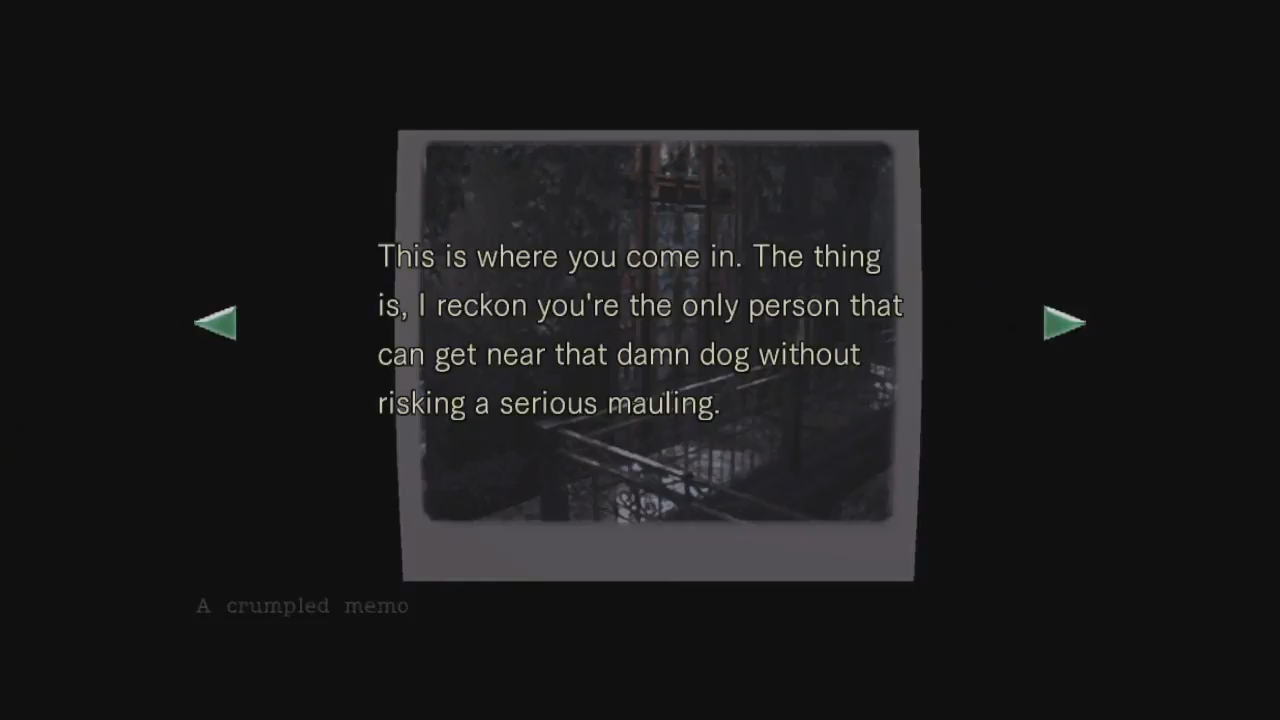 This is where you come in. The thing
is, I reckon you're the only person that
can get near that damn dog without
risking a serious mauling.
A crumpled memo